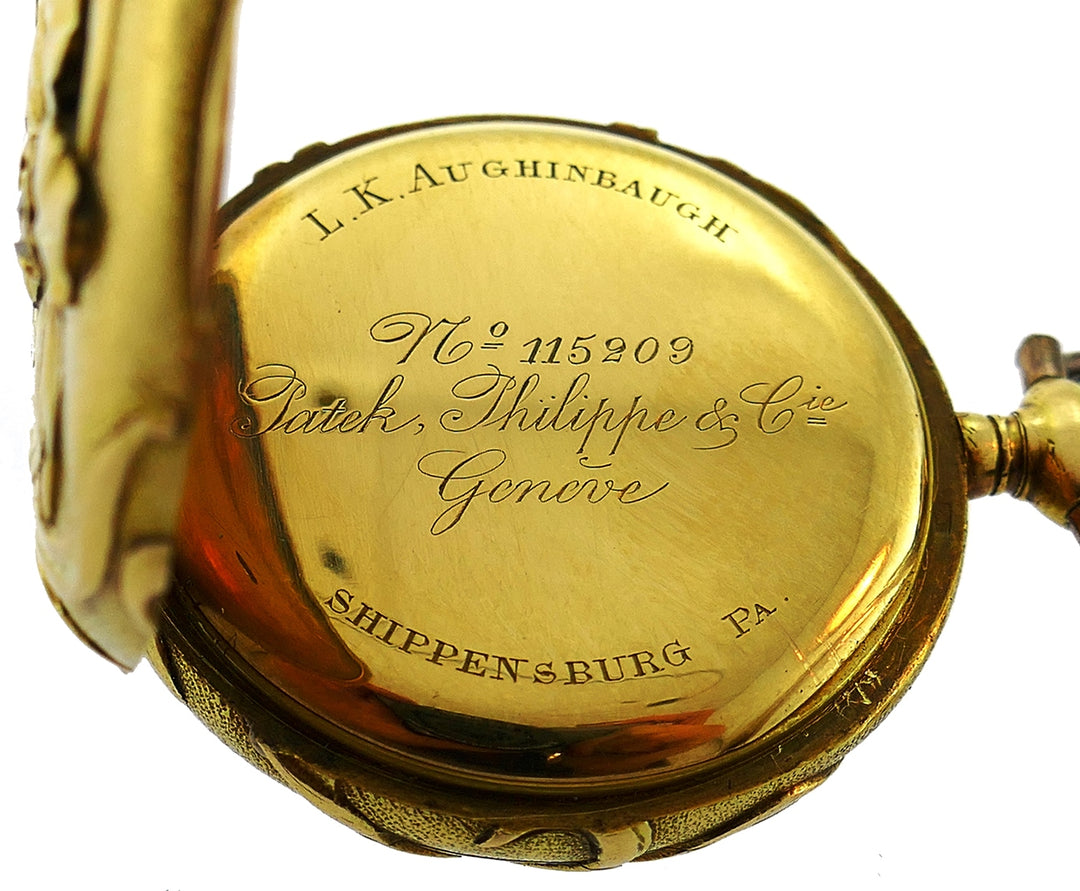 L. K. AUGHINBAUGH
Nº 115209
Patek, Philippe & Cie
Genève
SHIPPENSBURG PA.